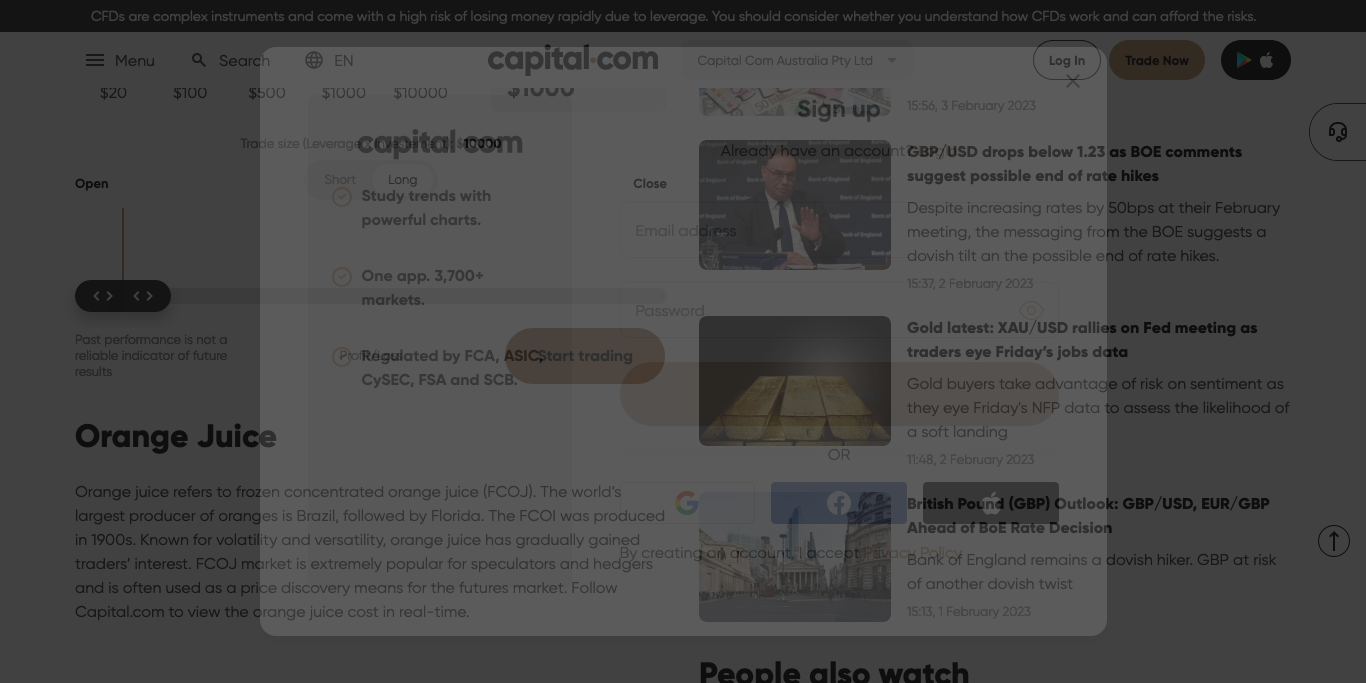 CFDs are complex instruments and come with a high risk of losing money rapidly due to leverage. You should consider whether you understand how CFDs work and can afford the risks.
Menu
Search
EN
capital.com
Capital Com Australia Pty Ltd
Log In
Trade Now
$20
$100
$500
$1000
$10000
$1000
Trade size (Leverage
10000
Short
Long
Open
Close
Past performance is not a
reliable indicator of future
results
Start trading
Orange Juice
Orange juice refers to frozen concentrated orange juice (FCOJ). The world's
largest producer of oranges is Brazil, followed by Florida. The FCOI was produced
in 1900s. Known for volatility and versatility, orange juice has gradually gained
traders' interest. FCOJ market is extremely popular for speculators and hedgers
and is often used as a price discovery means for the futures market. Follow
Capital.com to view the orange juice cost in real-time.
capital.com
Study trends with
powerful charts.
One app. 3,700+
markets.
Regulated by FCA, ASIC,
CySEC, FSA and SCB.
Sign up
Already have an account?
Email address
Password
OR
By creating an account, I accept Privacy Policy
15:56, 3 February 2023
GBP/USD drops below 1.23 as BOE comments
suggest possible end of rate hikes
Despite increasing rates by 50bps at their February
meeting, the messaging from the BOE suggests a
dovish tilt an the possible end of rate hikes.
15:37, 2 February 2023
Gold latest: XAU/USD rallies on Fed meeting as
traders eye Friday's jobs data
Gold buyers take advantage of risk on sentiment as
they eye Friday's NFP data to assess the likelihood of
a soft landing
11:48, 2 February 2023
British Pound (GBP) Outlook: GBP/USD, EUR/GBP
Ahead of BoE Rate Decision
Bank of England remains a dovish hiker. GBP at risk
of another dovish twist
15:13, 1 February 2023
People also watch